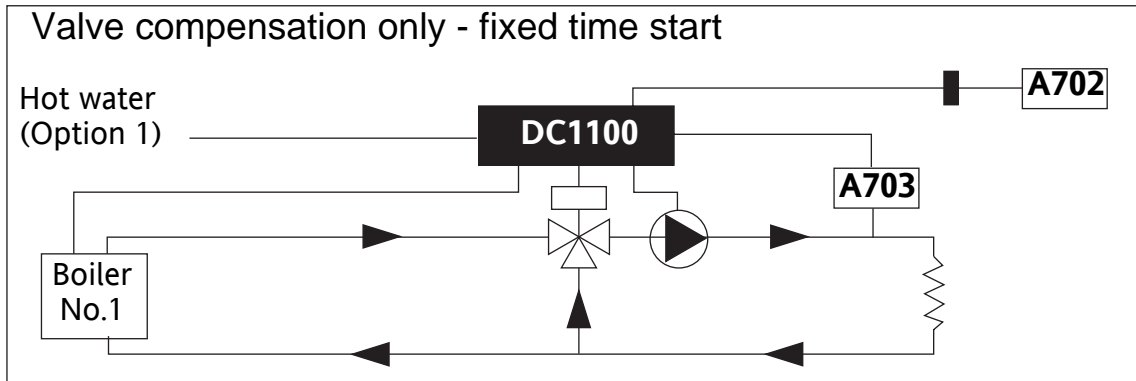 Valve compensation only - fixed time start
Hot water
(Option 1)
DC1100
A702
A703
Boiler
No.1